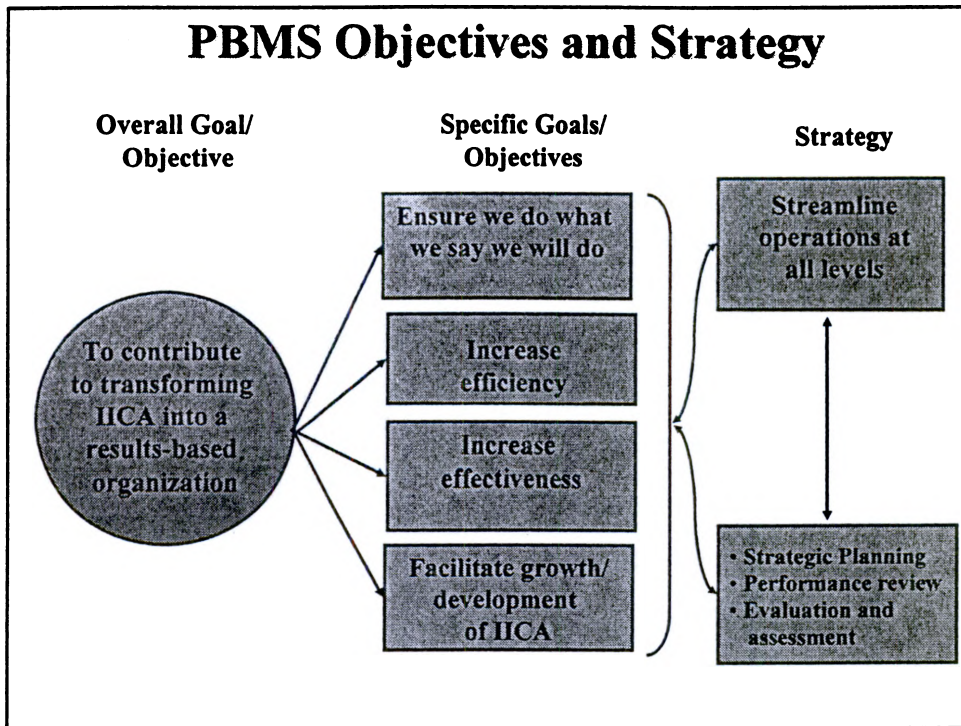 PBMS Objectives and Strategy
Overall Goal/
Objective
To contribute
to transforming
IICA into a
results-based
organization
Specific Goals/
Objectives
Ensure we do what
we say we will do
Increase
efficiency
Increase
effectiveness
Facilitate growth/
development
of IICA
Strategy
Streamline
operations at
all levels
• Strategic Planning
• Performance review
• Evaluation and
assessment